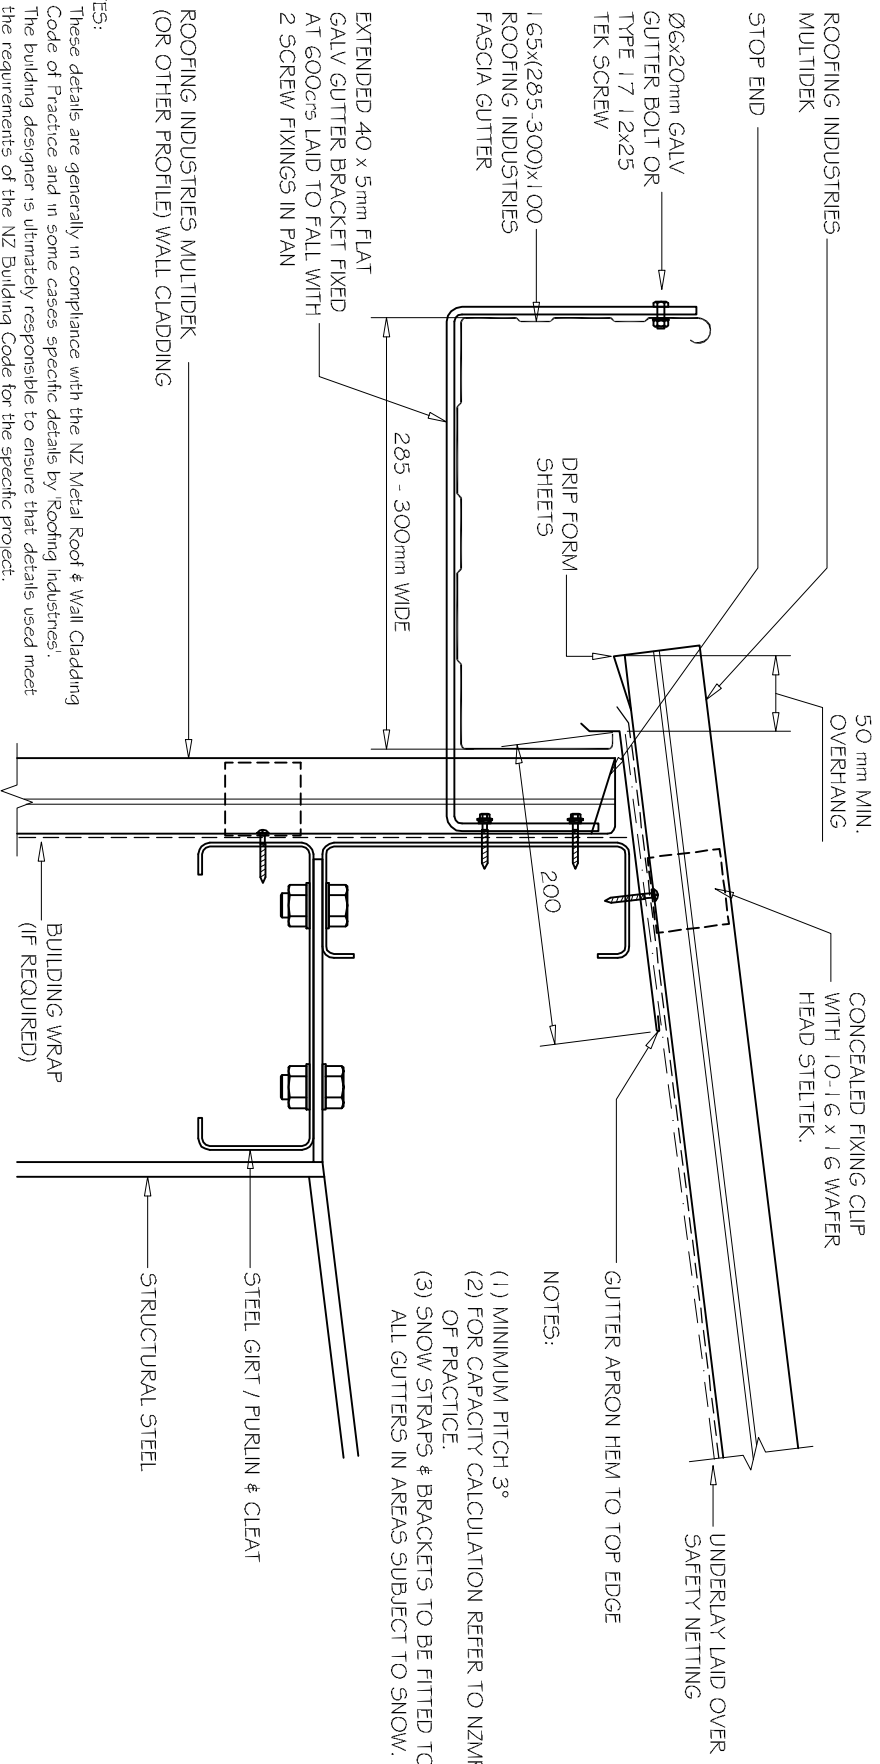 ROOFING INDUSTRIES
MULTIDEK
STOP END
Ø6x20mm GALV
GUTTER BOLT OR
TYPE 17 12x25
TEK SCREW
165x(285-300)x100
ROOFING INDUSTRIES
FASCIA GUTTER
EXTENDED 40 x 5mm FLAT
GALV GUTTER BRACKET FIXED
AT 600crs LAID TO FALL WITH
2 SCREW FIXINGS IN PAN
ROOFING INDUSTRIES MULTIDEK
(OR OTHER PROFILE) WALL CLADDING
DRIP FORM
SHEETS
285 - 300mm WIDE
50 mm MIN.
OVERHANG
200
CONCEALED FIXING CLIP
WITH 10-16 x 16 WAFER
HEAD STELTEK.
BUILDING WRAP
(IF REQUIRED)
UNDERLAY LAID OVER
SAFETY NETTING
GUTTER APRON HEM TO TOP EDGE
NOTES:
(1) MINIMUM PITCH 3°
(2) FOR CAPACITY CALCULATION REFER TO
OF PRACTICE.
(3) SNOW STRAPS & BRACKETS TO BE FITTED TO
ALL GUTTERS IN AREAS SUBJECT TO SNOW.
STEEL GIRT / PURLIN & CLEAT
STRUCTURAL STEEL
These details are generally in compliance with the NZ Metal Roof & Wall Cladding
Code of Practice and in some cases specific details by 'Roofing Industries'.
The building designer is ultimately responsible to ensure that details used meet
the requirements of the NZ Building Code for the specific project.